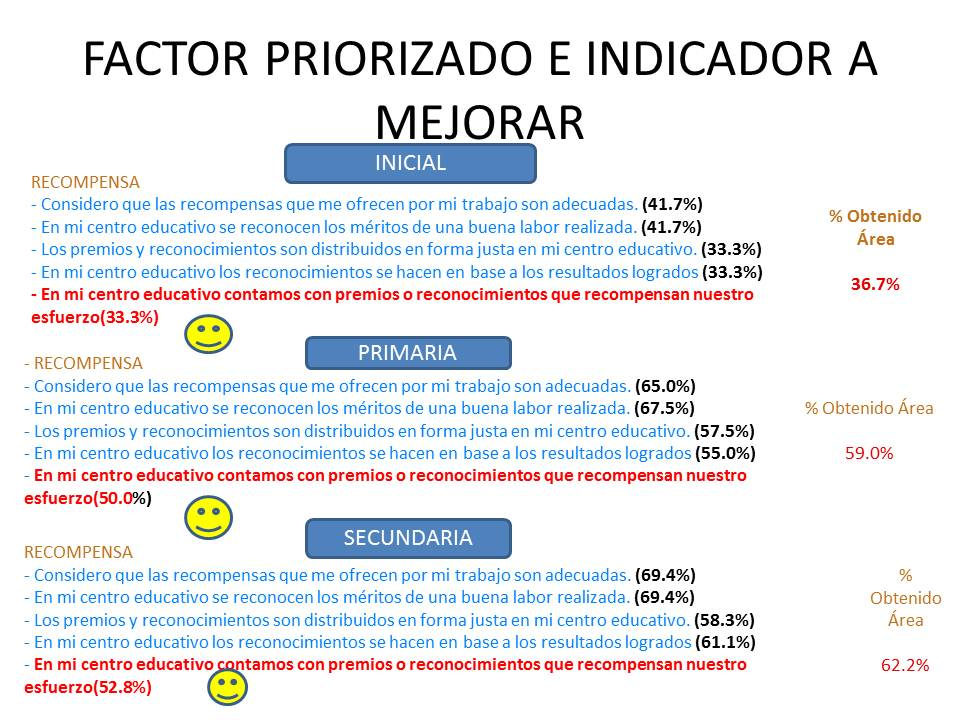 FACTOR PRIORIZADO E INDICADOR A
MEJORAR
INICIAL
RECOMPENSA
- Considero que las recompensas que me ofrecen por mi trabajo son adecuadas. (41.7%)
- En mi centro educativo se reconocen los méritos de una buena labor realizada. (41.7%)
- Los premios y reconocimientos son distribuidos en forma justa en mi centro educativo. (33.3%)
- En mi centro educativo los reconocimientos se hacen en base a los resultados logrados (33.3%)
- En mi centro educativo contamos con premios o reconocimientos que recompensan nuestro
esfuerzo(33.3%)
% Obtenido
Área
36.7%
PRIMARIA
- RECOMPENSA
- Considero que las recompensas que me ofrecen por mi trabajo son adecuadas. (65.0%)
- En mi centro educativo se reconocen los méritos de una buena labor realizada. (67.5%)
- Los premios y reconocimientos son distribuidos en forma justa en mi centro educativo. (57.5%)
- En mi centro educativo los reconocimientos se hacen en base a los resultados logrados (55.0%)
- En mi centro educativo contamos con premios o reconocimientos que recompensan nuestro
esfuerzo(50.0%)
% Obtenido Área
59.0%
SECUNDARIA
RECOMPENSA
- Considero que las recompensas que me ofrecen por mi trabajo son adecuadas. (69.4%)
- En mi centro educativo se reconocen los méritos de una buena labor realizada. (69.4%)
- Los premios y reconocimientos son distribuidos en forma justa en mi centro educativo. (58.3%)
- En mi centro educativo los reconocimientos se hacen en base a los resultados logrados (61.1%)
- En mi centro educativo contamos con premios o reconocimientos que recompensan nuestro
esfuerzo(52.8%)
%
Obtenido
Área
62.2%